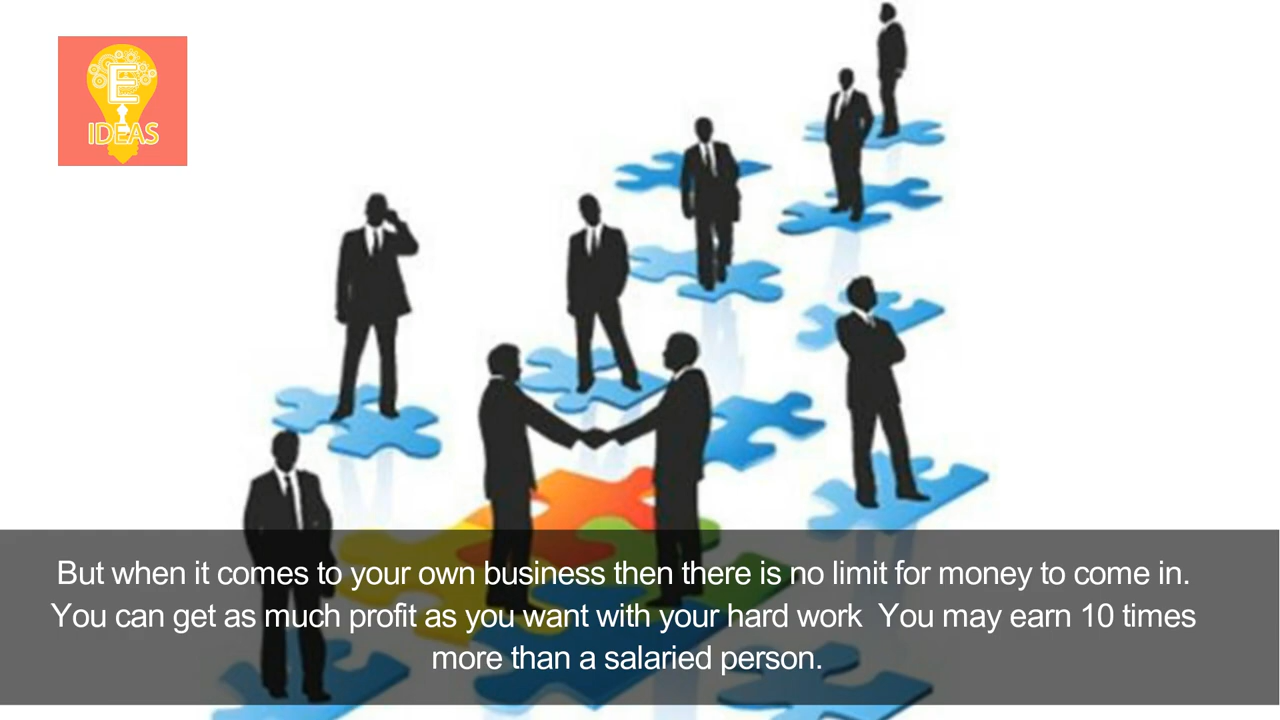 E
IDEAS
But when it comes to your own business then there is no limit for money to come in.
You can get as much profit as you want with your hard work  You may earn 10 times
more than a salaried person.